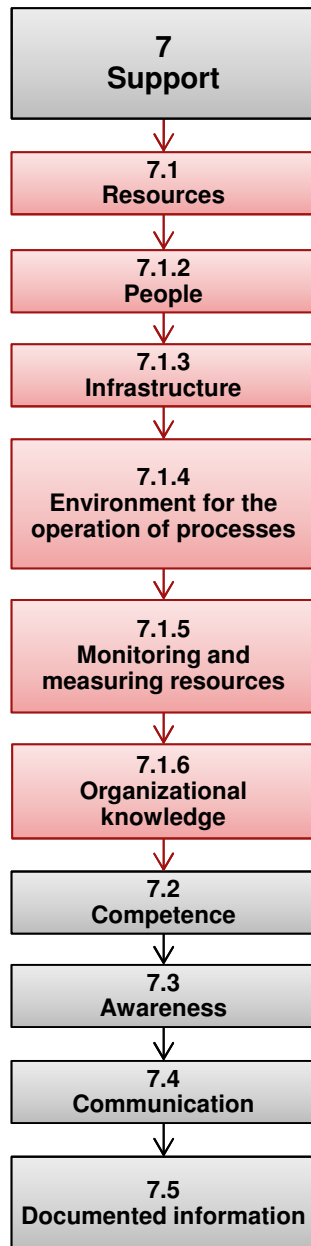 7
Support
7.1
Resources
7.1.2
People
7.1.3
Infrastructure
7.1.4
Environment for the
operation of processes
7.1.5
Monitoring and
measuring resources
7.1.6
Organizational
knowledge
7.2
Competence
7.3
Awareness
7.4
Communication
7.5
Documented information